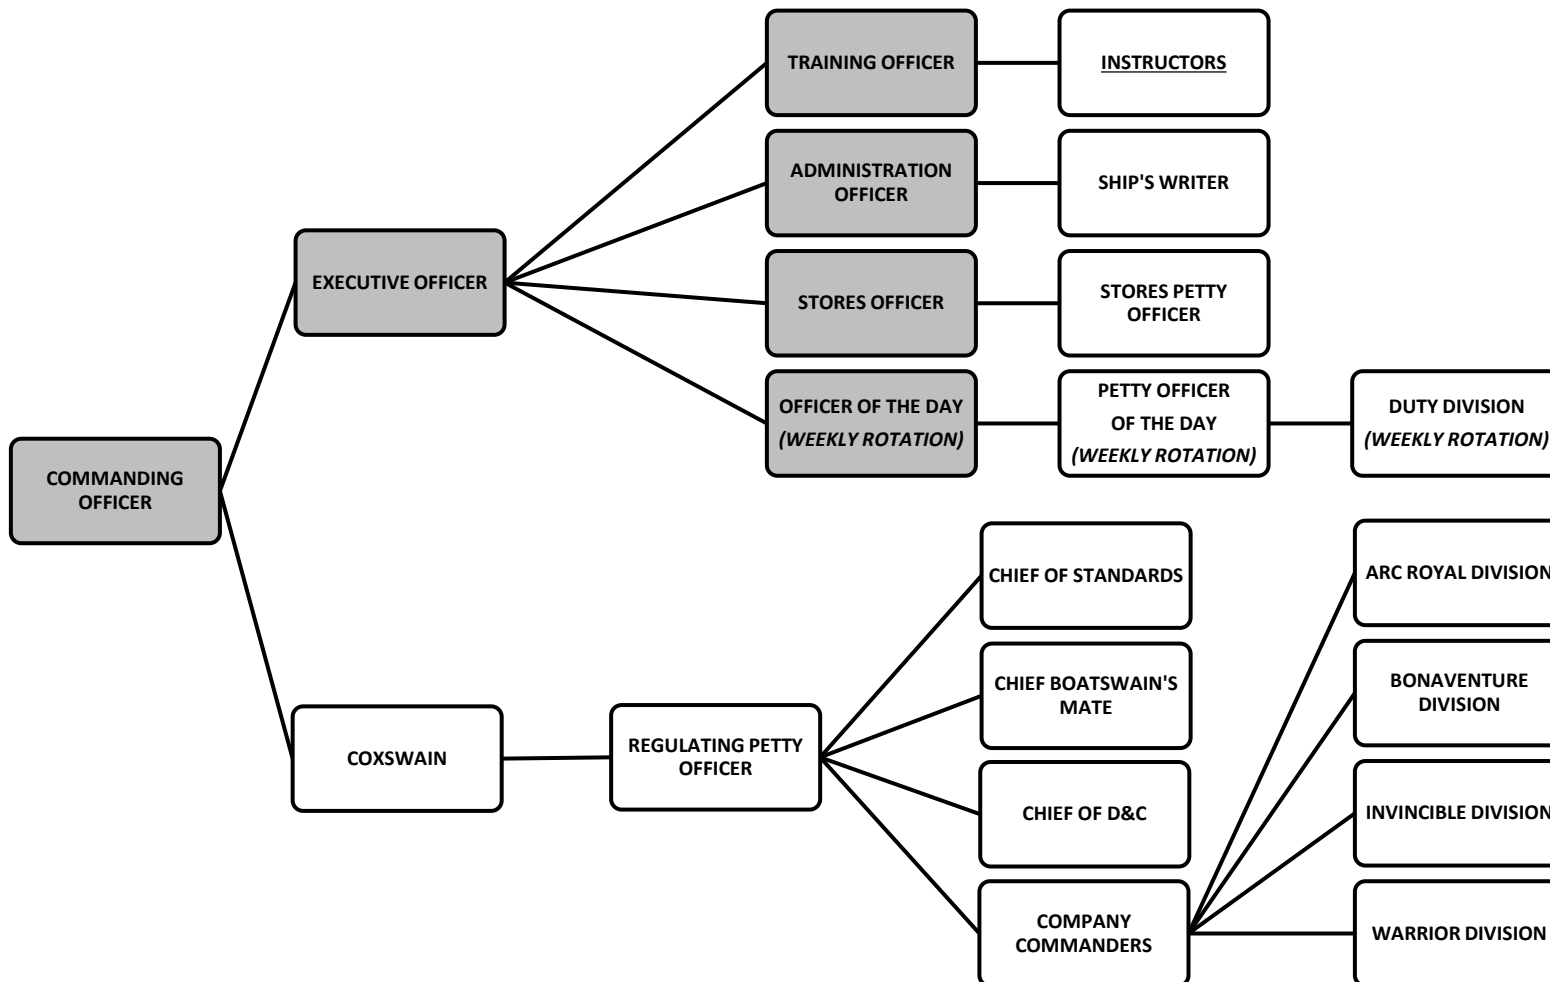 TRAINING OFFICER
INSTRUCTORS
ADMINISTRATION
OFFICER
SHIP'S WRITER
EXECUTIVE OFFICER
STORES OFFICER
STORES PETTY
OFFICER
OFFICER OF THE DAY
(WEEKLY ROTATION)
PETTY OFFICER
OF THE DAY
(WEEKLY ROTATION)
DUTY DIVISION
(WEEKLY ROTATION)
COMMANDING
OFFICER
CHIEF OF STANDARDS
ARC ROYAL DIVISION
CHIEF BOATSWAIN'S
MATE
BONAVENTURE
DIVISION
COXSWAIN
REGULATING PETTY
OFFICER
CHIEF OF D&C
INVINCIBLE DIVISION
COMPANY
COMMANDERS
WARRIOR DIVISION